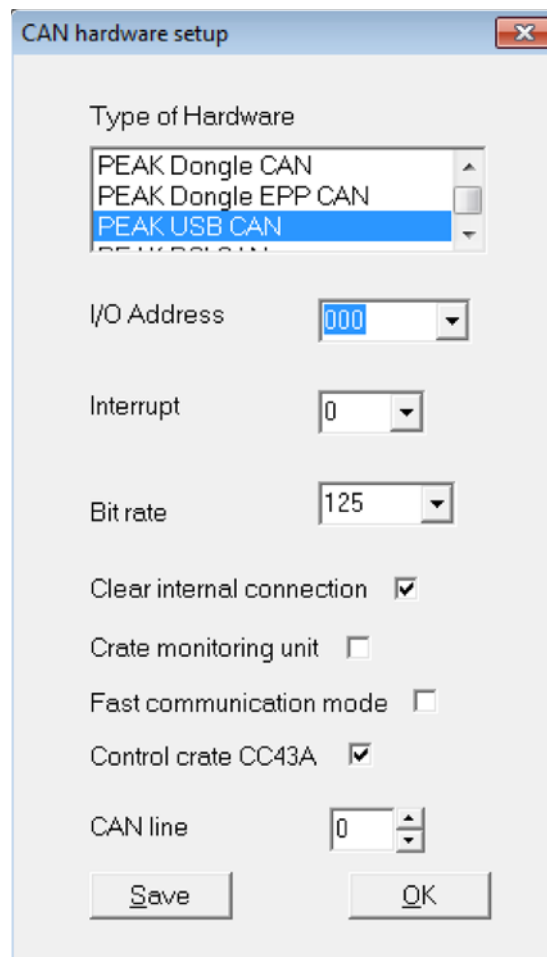 CAN hardware setup
Type of Hardware
PEAK Dongle CAN
PEAK Dongle EPP CAN
PEAK USB CAN
I/O Address 000
Interrupt 0
Bit rate 125
Clear internal connection
Crate monitoring unit
Fast communication mode
Control crate CC43A
CAN line 0
Save OK